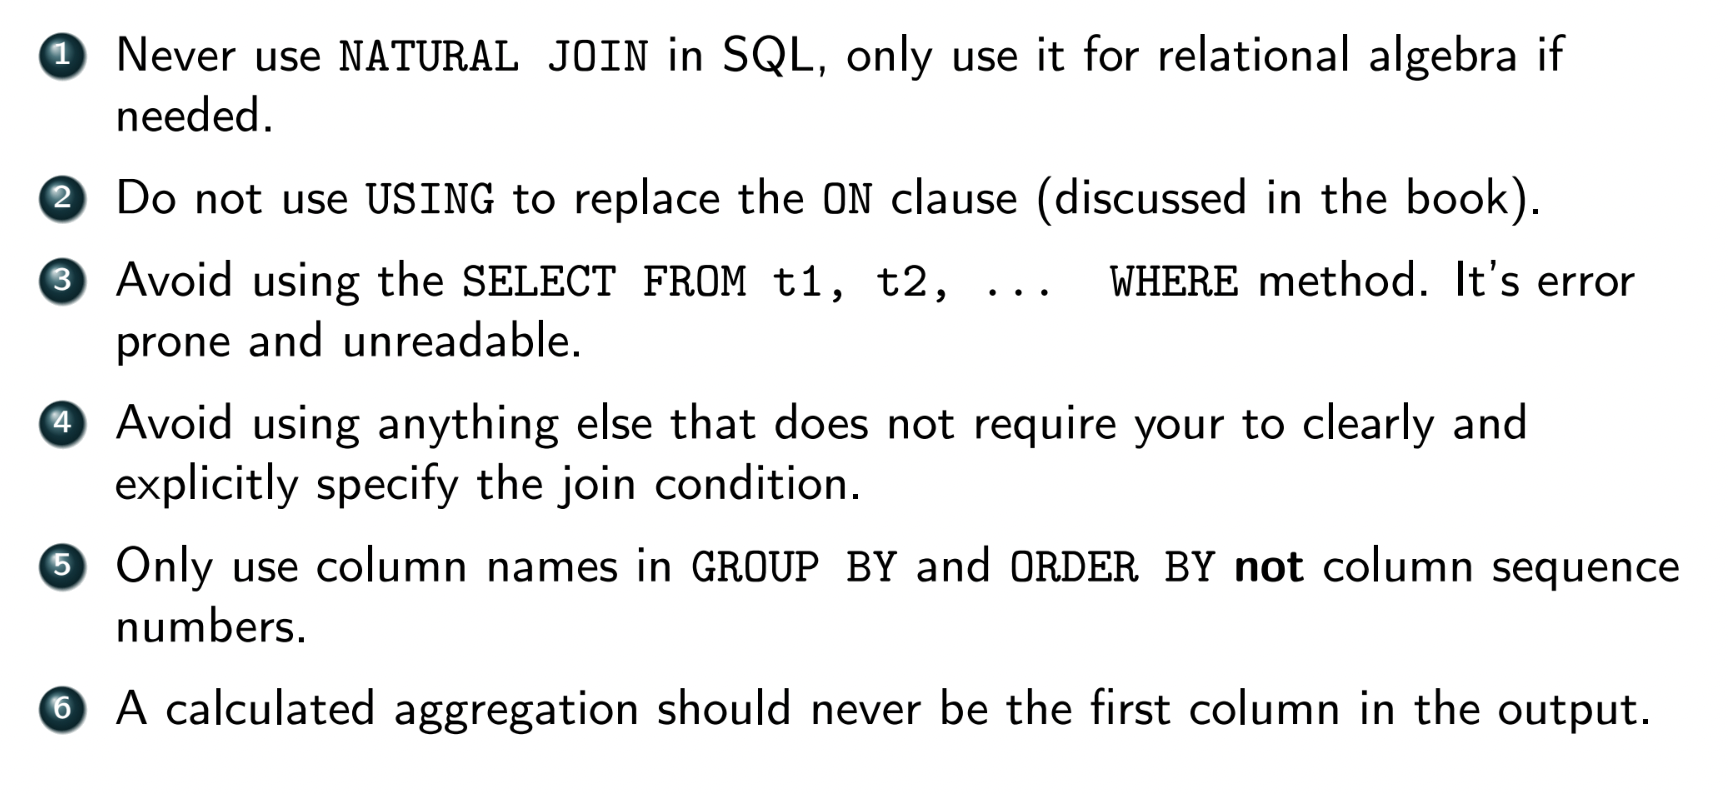 1 Never use NATURAL JOIN in SQL, only use it for relational algebra if
needed.
2 Do not use USING to replace the ON clause (discussed in the book).
3 Avoid using the SELECT FROM t1, t2, ... WHERE method. It's error
prone and unreadable.
4 Avoid using anything else that does not require your to clearly and
explicitly specify the join condition.
5 Only use column names in GROUP BY and ORDER BY not column sequence
numbers.
6 A calculated aggregation should never be the first column in the output.